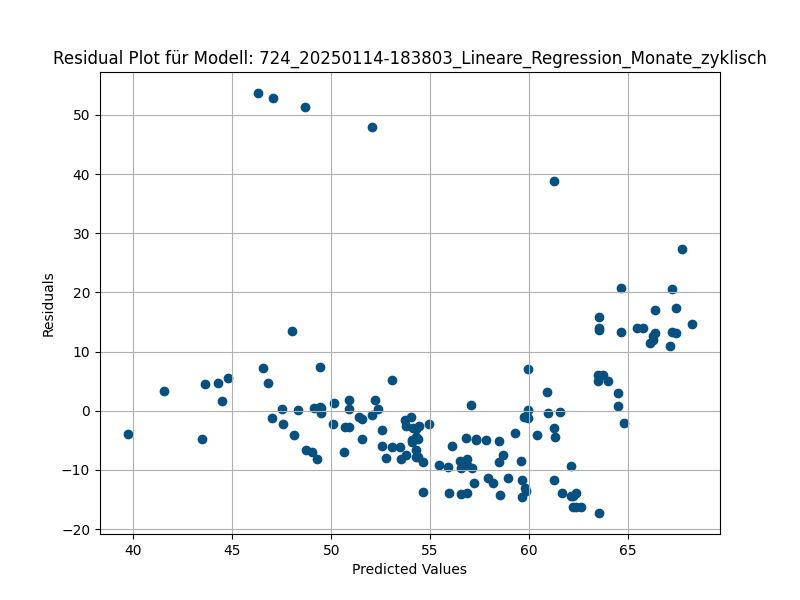 Residual Plot für Modell: 724_20250114-183803_Lineare_Regression_Monate_zyklisch
50
40
30
20
10
0
−10
−20
Residuals
40 45 50 55 60 65
Predicted Values